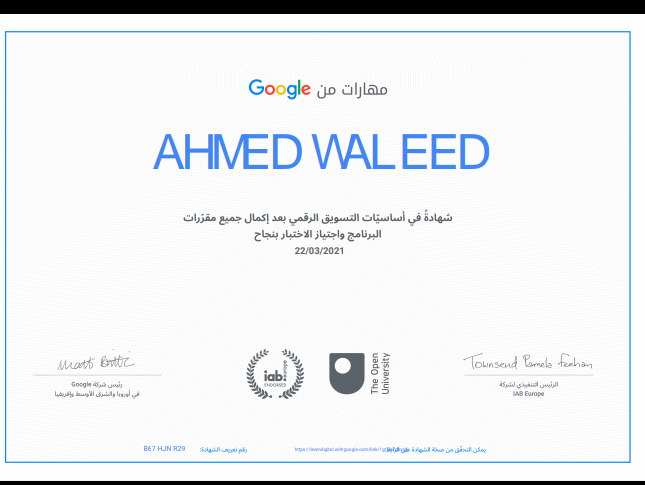 مهارات من Google
AHMED WALEED
شهادةً في أساسيّات التسويق الرقمي بعد إكمال جميع مقرّرات
البرنامج واجتياز الاختبار بنجاح
22/03/2021
Matt Brittin
رئيس شركة Google
في أوروبا والشرق الأوسط وإفريقيا
iab:
europe
ENDORSED
The Open
University
Townsend Pamela Feehan
الرئيس التنفيذي لشركة
IAB Europe
رقم تعريف الشهادة: B67 HJN R29
يمكن التحقّق من صحّة الشهادة على الرابط: https://learndigital.withgoogle.com/link/